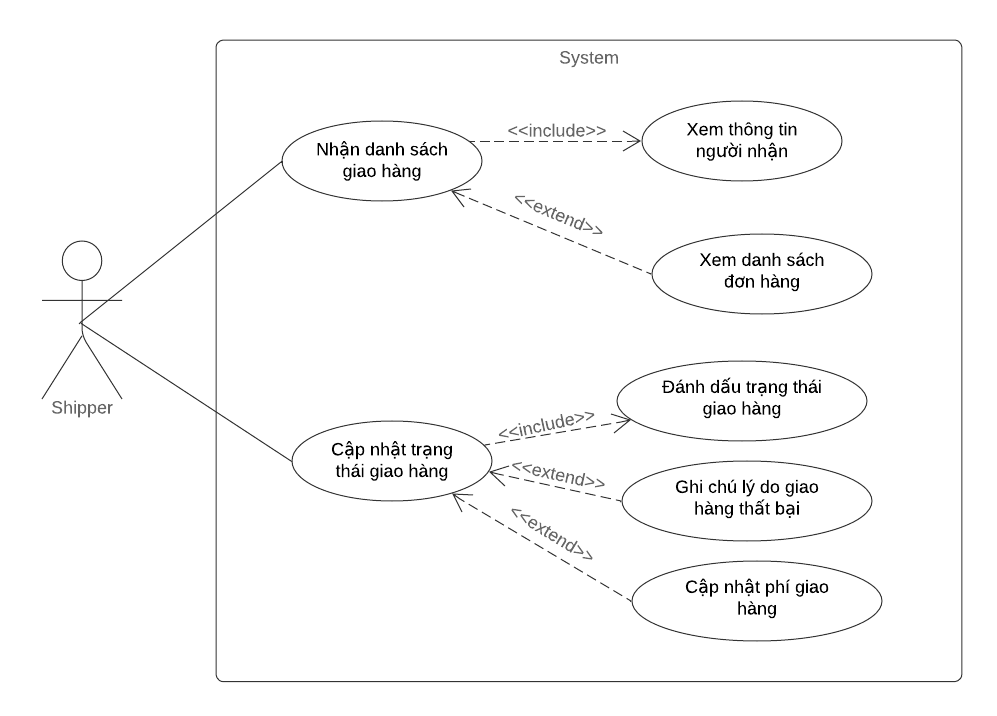 System
Nhận danh sách
giao hàng
<<include>>
Xem thông tin
người nhận
<<extend>>
Xem danh sách
đơn hàng
Shipper
Cập nhật trạng
thái giao hàng
<<include>>
Đánh dấu trạng thái
giao hàng
<<extend>>
Ghi chú lý do giao
hàng thất bại
<<extend>>
Cập nhật phí giao
hàng